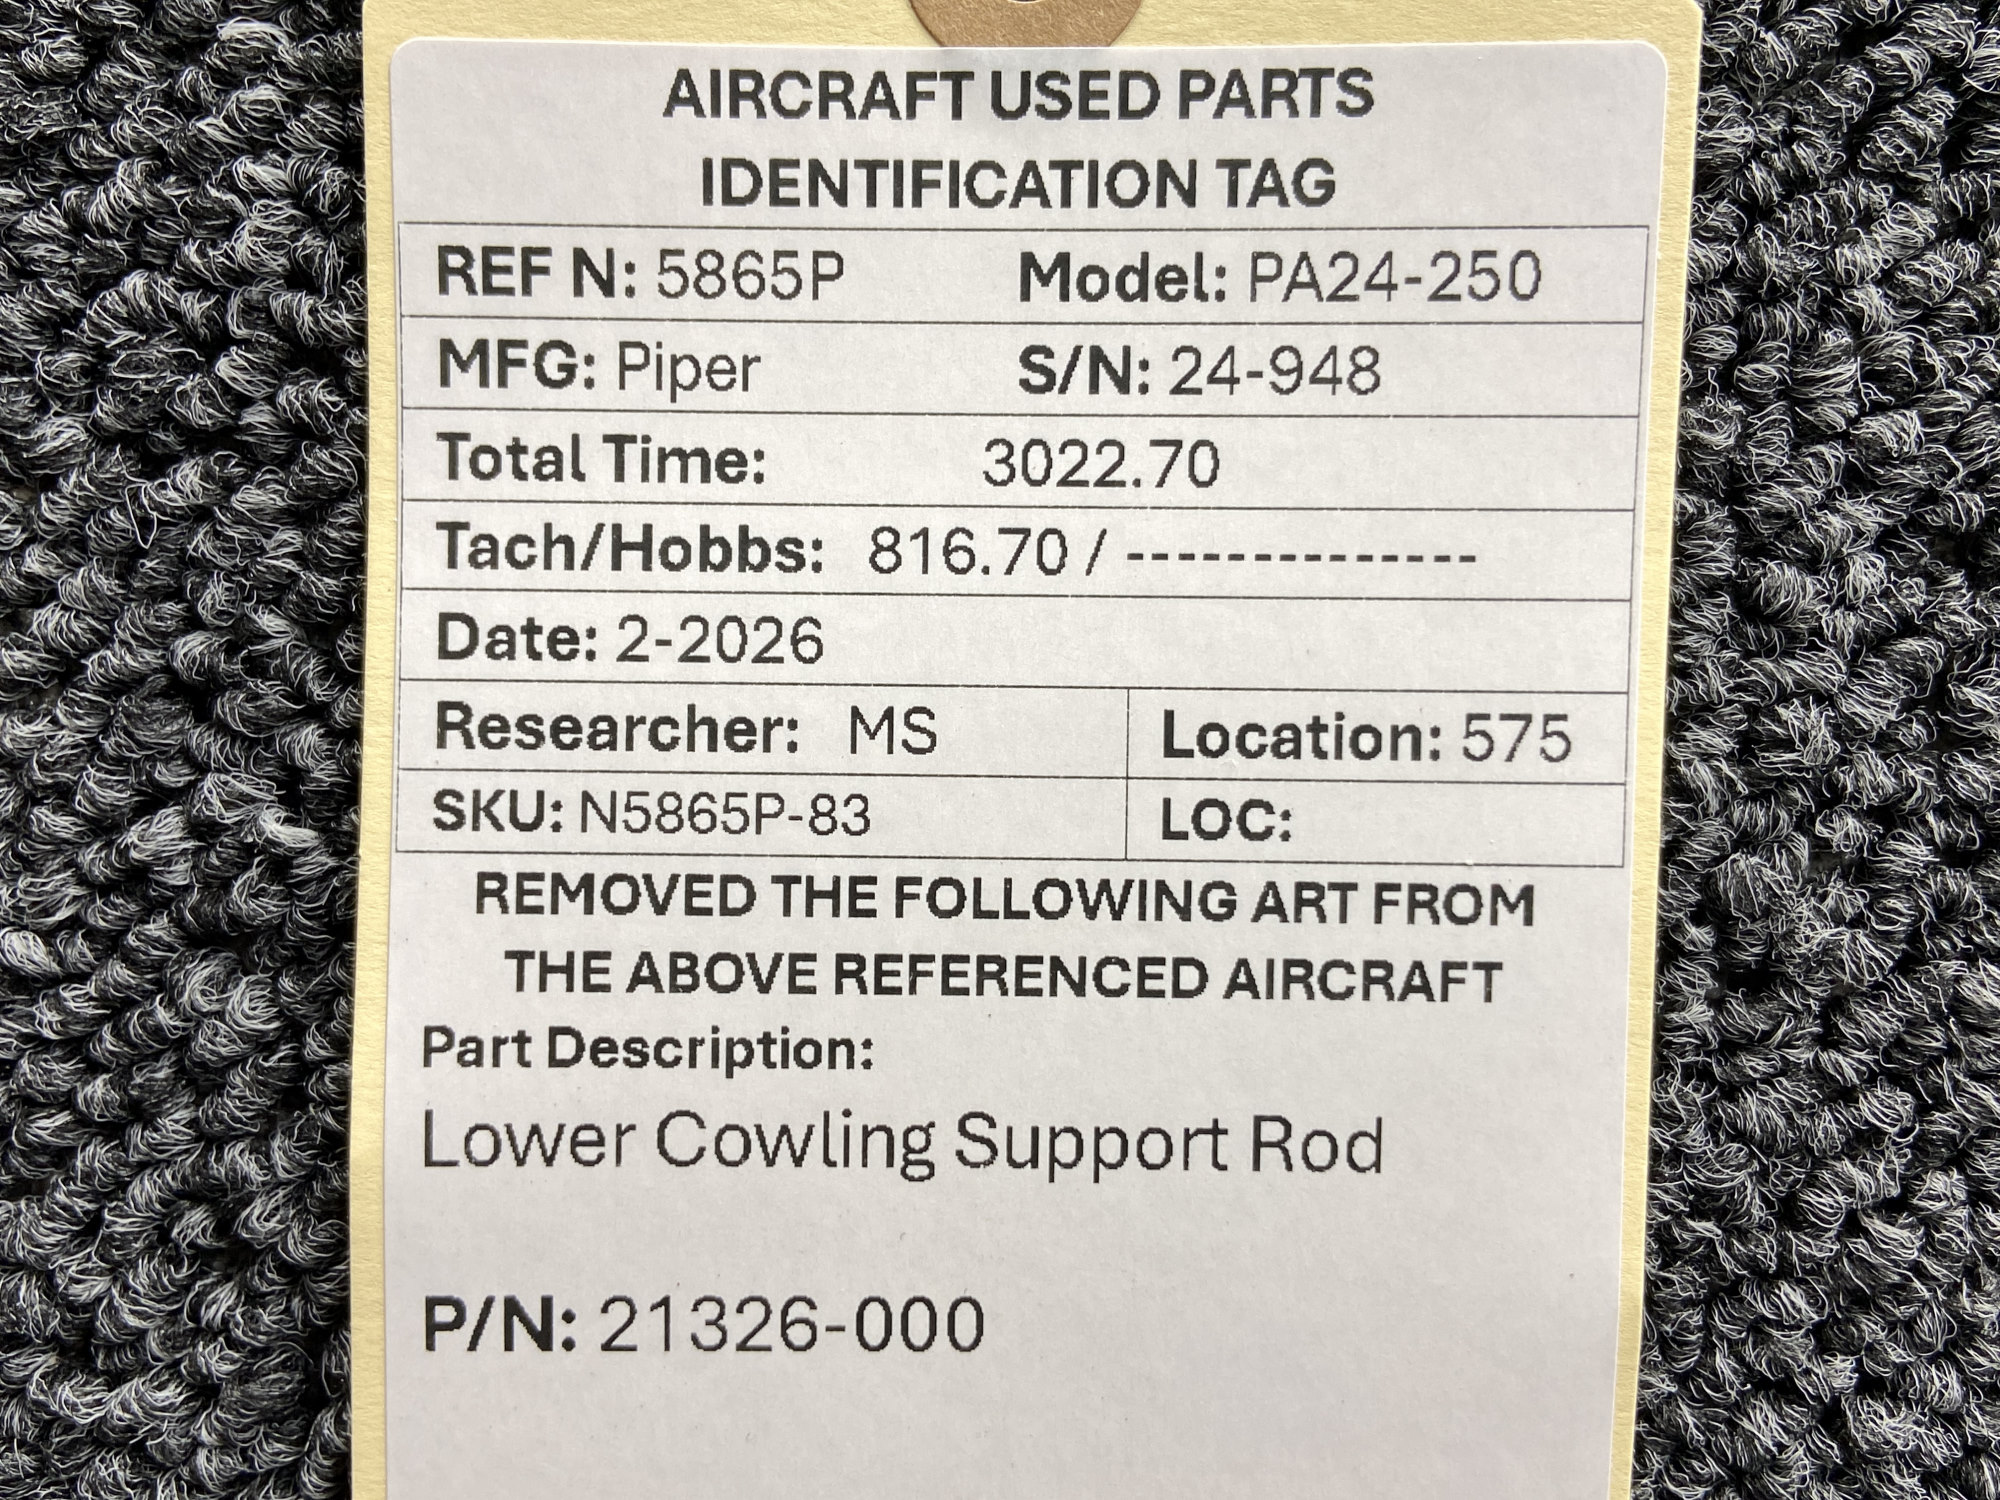 AIRCRAFT USED PARTS
IDENTIFICATION TAG
REF N: 5865P Model: PA24-250
MFG: Piper S/N: 24-948
Total Time: 3022.70
Tach/Hobbs: 816.70 / --------------
Date: 2-2026
Researcher: MS Location: 575
SKU: N5865P-83 LOC:
REMOVED THE FOLLOWING ART FROM
THE ABOVE REFERENCED AIRCRAFT
Part Description:
Lower Cowling Support Rod
P/N: 21326-000